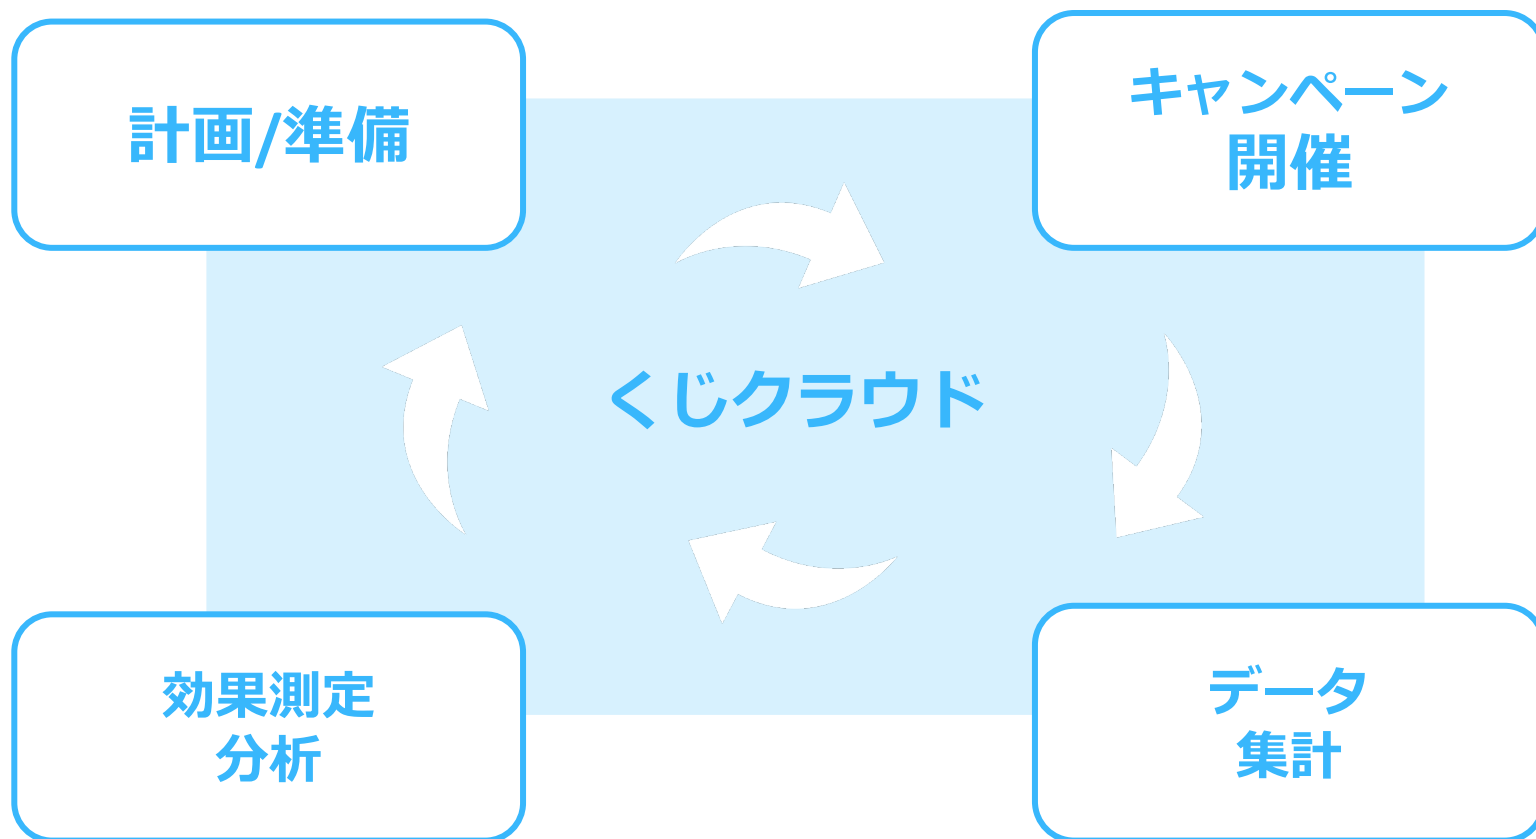 計画/準備
キャンペーン
開催
くじクラウド
効果測定
分析
データ
集計